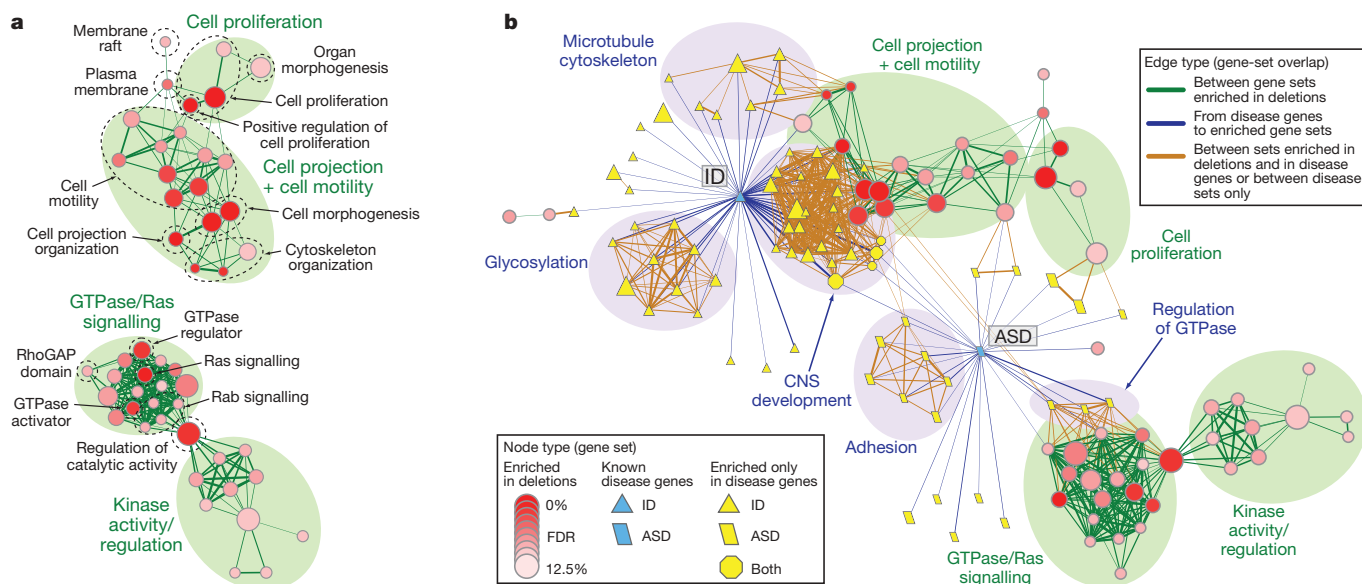 a
Cell proliferation
Membrane
raft
Organ
morphogenesis
Plasma
membrane
Cell proliferation
Positive regulation of
cell proliferation
Cell projection
+ cell motility
Cell
motility
Cell morphogenesis
Cell projection
organization
Cytoskeleton
organization
GTPase/Ras
signalling
GTPase
regulator
RhoGAP
domain
Ras signalling
GTPase
activator
Rab signalling
Regulation of
catalytic activity
Kinase
activity/
regulation
b
Microtubule
cytoskeleton
Cell projection
+ cell motility
Edge type (gene-set overlap)
Between gene sets
enriched in deletions
From disease genes
to enriched gene sets
Between sets enriched in
deletions and in disease
genes or between disease
sets only
ID
Glycosylation
Cell
proliferation
ASD
Regulation
of GTPase
CNS
development
Adhesion
Kinase
activity/
regulation
GTPase/Ras
signalling
Node type (gene set)
Enriched
in deletions
Known
disease genes
Enriched only
in disease genes
0%
FDR
12.5%
ID
ASD
ID
ASD
Both